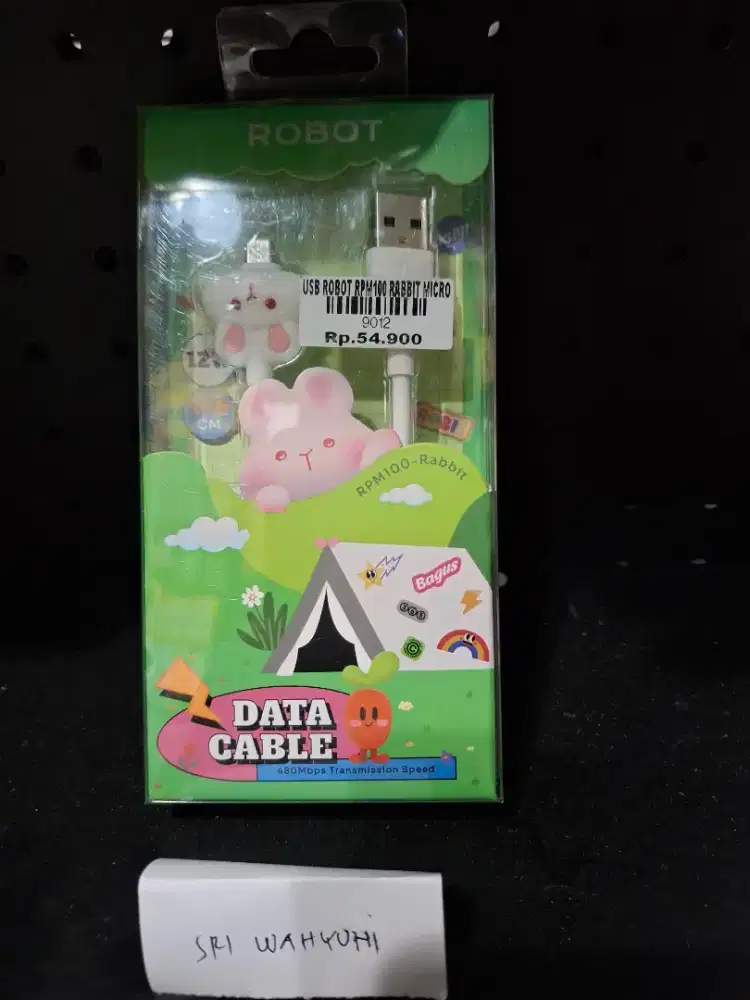 ROBOT
USB ROBOT RPM100 RABBIT MICRO
9012
Rp.54.900
CM
RPM100-Rabbit
Bagus
DATA
CABLE
480Mbps Transmission Speed
SRI WAHYUNI